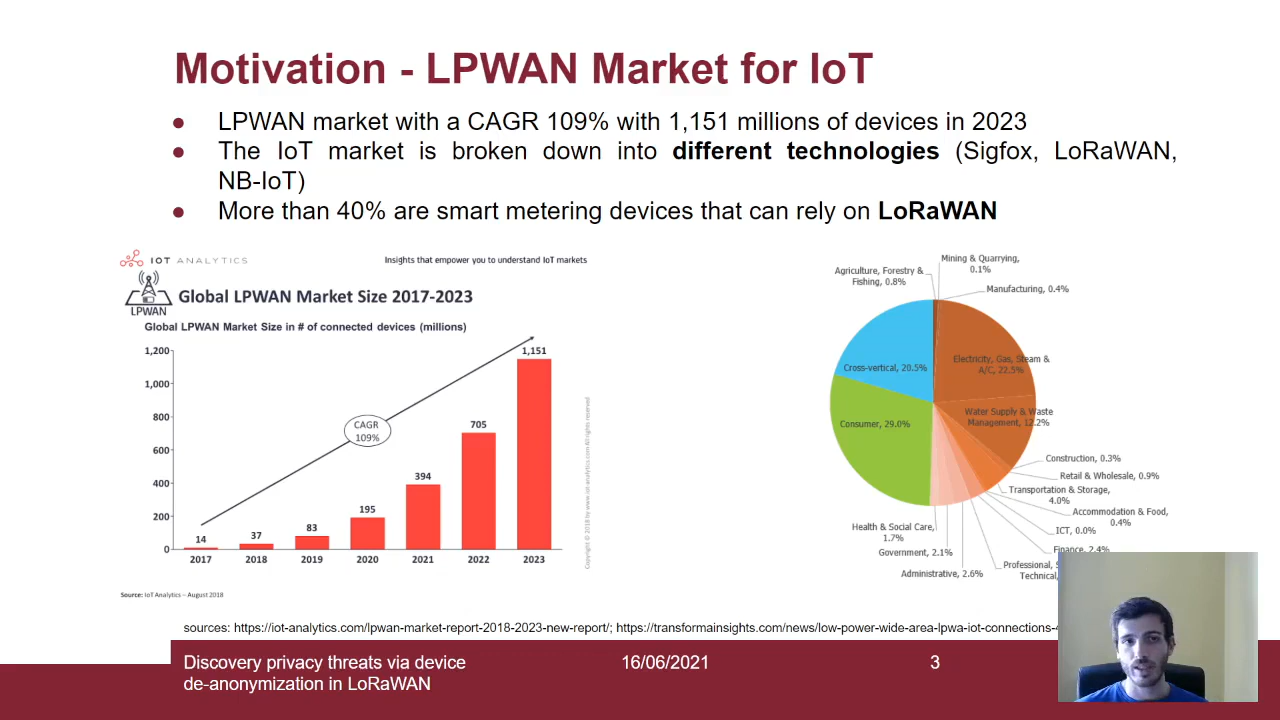 Motivation - LPWAN Market for IoT
● LPWAN market with a CAGR 109% with 1,151 millions of devices in 2023
● The IoT market is broken down into different technologies (Sigfox, LoRaWAN,
NB-IoT)
● More than 40% are smart metering devices that can rely on LoRaWAN
IOT ANALYTICS
Insights that empower you to understand IoT markets
LPWAN
Global LPWAN Market Size 2017-2023
Global LPWAN Market Size in # of connected devices (millions)
1,200
1,000
800
600
400
200
0
CAGR
109%
14
37
83
195
394
705
1,151
2017
2018
2019
2020
2021
2022
2023
Copyright © 2018 by www.iot-analytics.com All rights reserved
Source: IoT Analytics – August 2018
Mining & Quarrying,
0.1%
Agriculture, Forestry &
Fishing, 0.8%
Manufacturing, 0.4%
Electricity, Gas, Steam &
A/C, 22.5%
Cross-vertical, 20.5%
Water Supply & Waste
Management, 12.2%
Consumer, 29.0%
Construction, 0.3%
Retail & Wholesale, 0.9%
Transportation & Storage,
4.0%
Accommodation & Food,
0.4%
ICT, 0.0%
Finance, 2.4%
Professional,
Technical,
Health & Social Care,
1.7%
Government, 2.1%
Administrative, 2.6%
sources: https://iot-analytics.com/lpwan-market-report-2018-2023-new-report/; https://transformainsights.com/news/low-power-wide-area-lpwa-iot-connections-
Discovery privacy threats via device
de-anonymization in LoRaWAN
16/06/2021
3